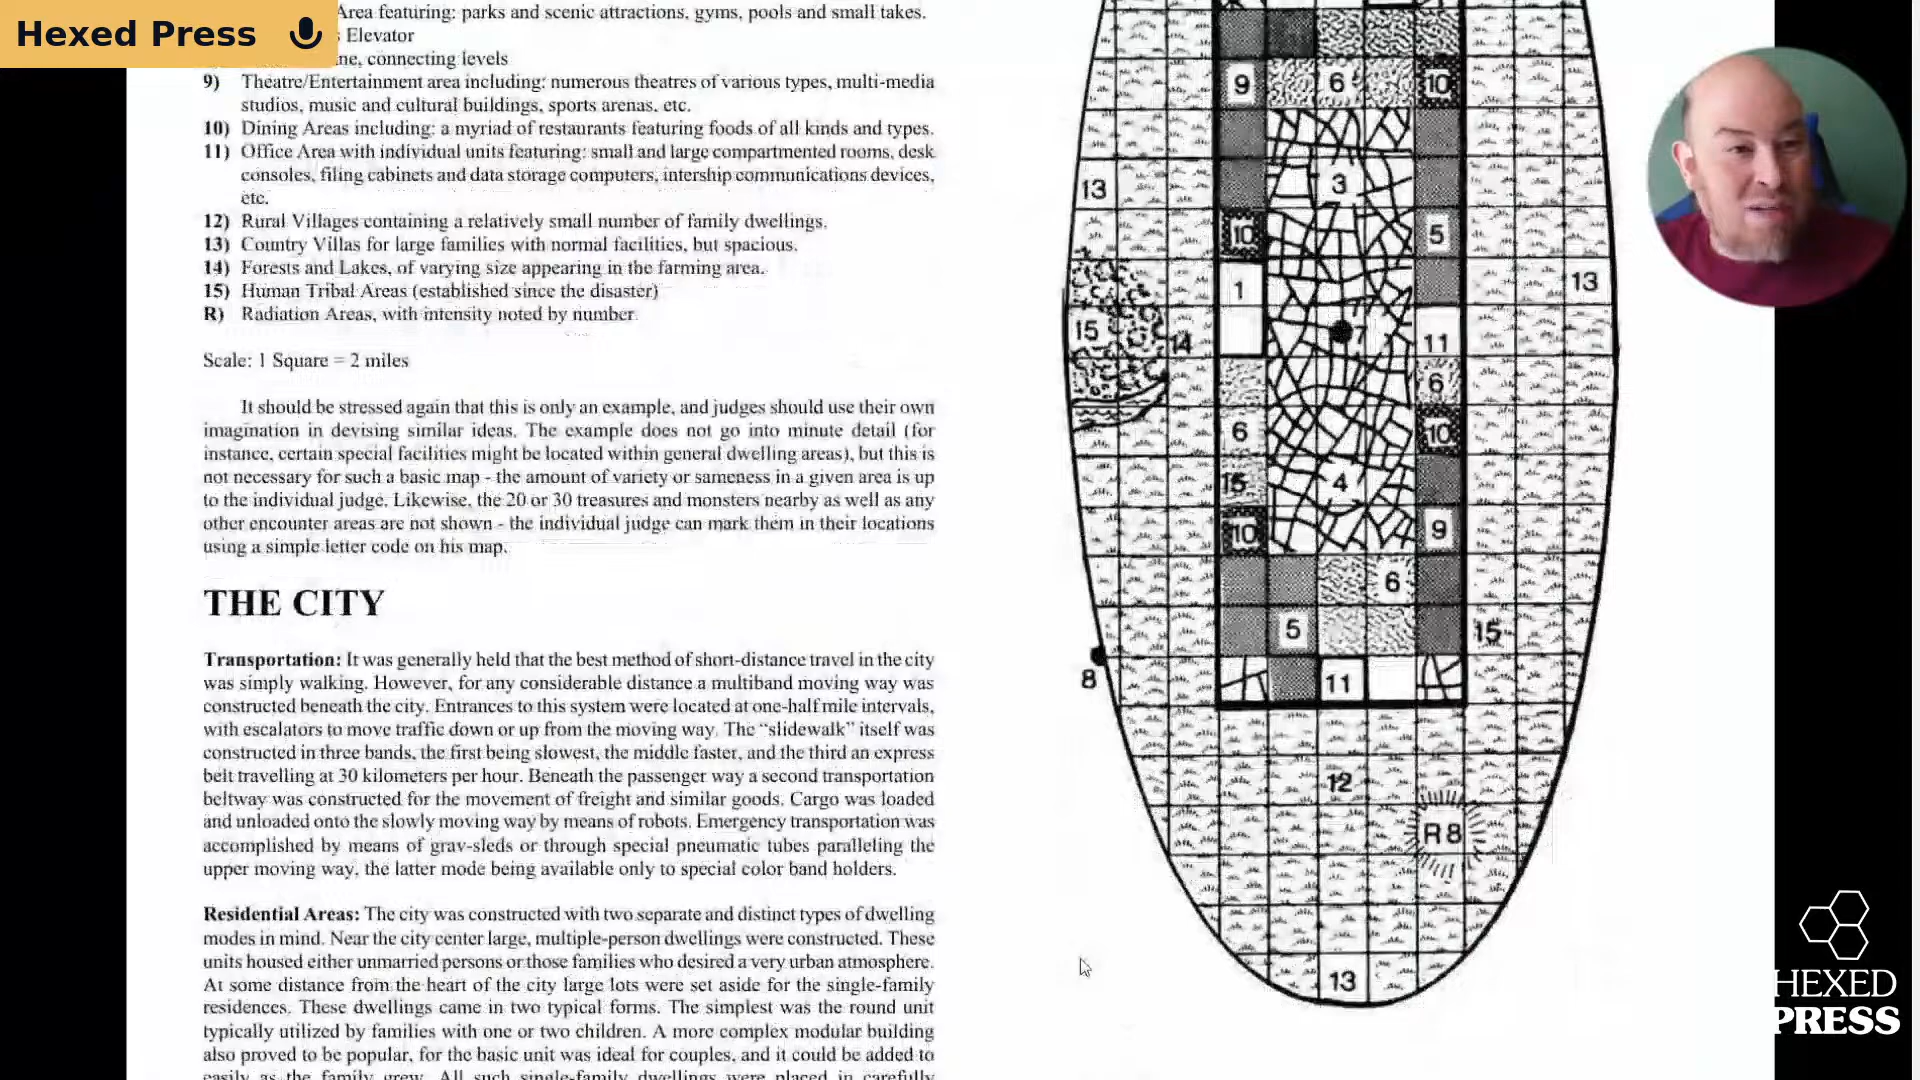 Hexed Press
Area featuring: parks and scenic attractions, gyms, pools and small takes.
Elevator
ne, connecting levels
9) Theatre/Entertainment area including: numerous theatres of various types, multi-media
studios, music and cultural buildings, sports arenas, etc.
10) Dining Areas including: a myriad of restaurants featuring foods of all kinds and types.
11) Office Area with individual units featuring: small and large compartmented rooms, desk
consoles, filing cabinets and data storage computers, intership communications devices,
etc.
12) Rural Villages containing a relatively small number of family dwellings.
13) Country Villas for large families with normal facilities, but spacious.
14) Forests and Lakes, of varying size appearing in the farming area.
15) Human Tribal Areas (established since the disaster)
R) Radiation Areas, with intensity noted by number.
Scale: 1 Square = 2 miles
It should be stressed again that this is only an example, and judges should use their own
imagination in devising similar ideas. The example does not go into minute detail (for
instance, certain special facilities might be located within general dwelling areas), but this is
not necessary for such a basic map - the amount of variety or sameness in a given area is up
to the individual judge. Likewise, the 20 or 30 treasures and monsters nearby as well as any
other encounter areas are not shown - the individual judge can mark them in their locations
using a simple letter code on his map.
THE CITY
Transportation: It was generally held that the best method of short-distance travel in the city
was simply walking. However, for any considerable distance a multiband moving way was
constructed beneath the city. Entrances to this system were located at one-half mile intervals,
with escalators to move traffic down or up from the moving way. The “slidewalk” itself was
constructed in three bands, the first being slowest, the middle faster, and the third an express
belt travelling at 30 kilometers per hour. Beneath the passenger way a second transportation
beltway was constructed for the movement of freight and similar goods. Cargo was loaded
and unloaded onto the slowly moving way by means of robots. Emergency transportation was
accomplished by means of grav-sleds or through special pneumatic tubes paralleling the
upper moving way, the latter mode being available only to special color band holders.
Residential Areas: The city was constructed with two separate and distinct types of dwelling
modes in mind. Near the city center large, multiple-person dwellings were constructed. These
units housed either unmarried persons or those families who desired a very urban atmosphere.
At some distance from the heart of the city large lots were set aside for the single-family
residences. These dwellings came in two typical forms. The simplest was the round unit
typically utilized by families with one or two children. A more complex modular building
also proved to be popular, for the basic unit was ideal for couples, and it could be added to
easily as the family grew. All such single-family dwellings were placed in carefully
9 6 10
13 3
10 5
1 13
15 14 7 11
6
6 10
15 4
10 9
6
5 15
8 11
12
R 8
13
HEXED
PRESS